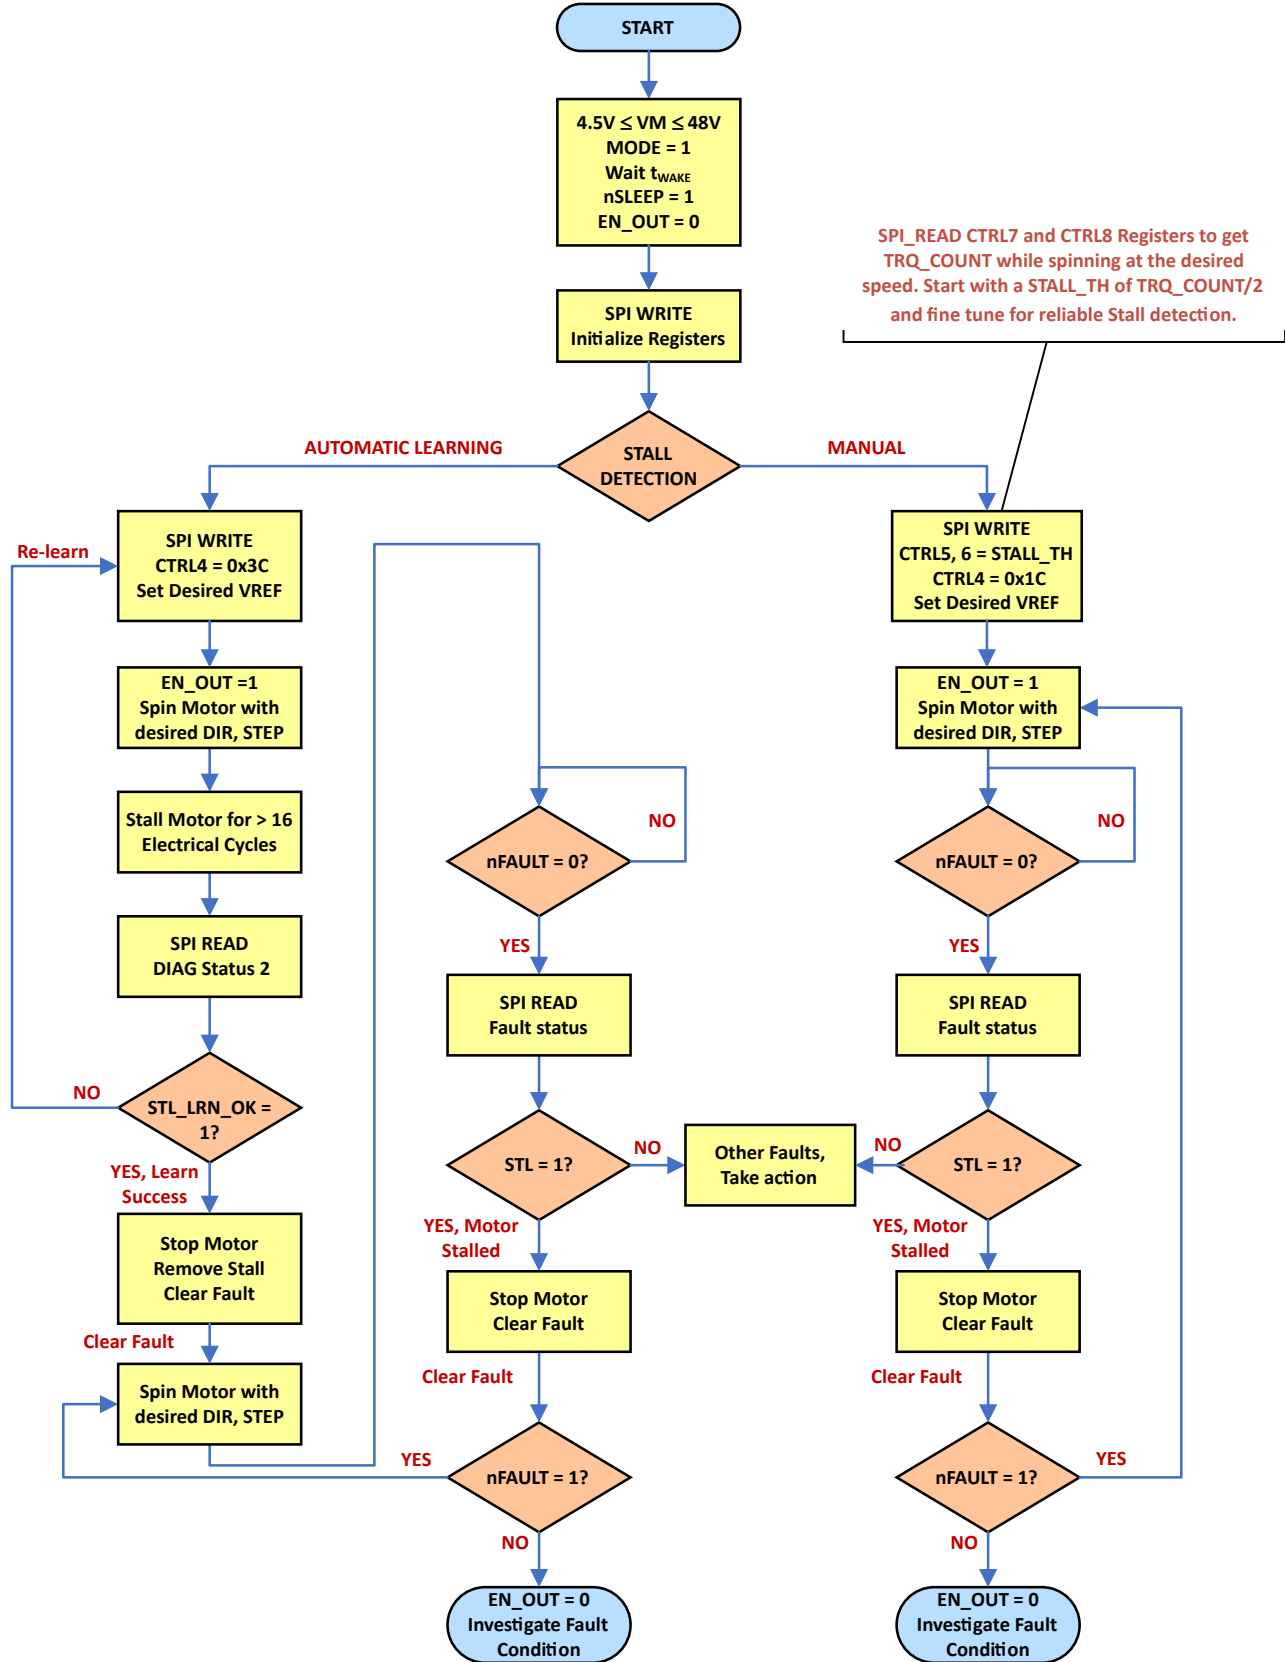 START
4.5V ≤ VM ≤ 48V
MODE = 1
Wait tWAKE
nSLEEP = 1
EN_OUT = 0
SPI_READ CTRL7 and CTRL8 Registers to get
TRQ_COUNT while spinning at the desired
speed. Start with a STALL_TH of TRQ_COUNT/2
and fine tune for reliable Stall detection.
SPI WRITE
Initialize Registers
STALL
DETECTION
AUTOMATIC LEARNING
MANUAL
Re-learn
SPI WRITE
CTRL4 = 0x3C
Set Desired VREF
EN_OUT =1
Spin Motor with
desired DIR, STEP
Stall Motor for > 16
Electrical Cycles
SPI READ
DIAG Status 2
NO
STL_LRN_OK =
1?
YES, Learn
Success
Stop Motor
Remove Stall
Clear Fault
Clear Fault
Spin Motor with
desired DIR, STEP
nFAULT = 0?
NO
YES
SPI READ
Fault status
STL = 1?
NO
Other Faults,
Take action
YES, Motor
Stalled
Stop Motor
Clear Fault
Clear Fault
YES
nFAULT = 1?
NO
EN_OUT = 0
Investigate Fault
Condition
SPI WRITE
CTRL5, 6 = STALL_TH
CTRL4 = 0x1C
Set Desired VREF
EN_OUT = 1
Spin Motor with
desired DIR, STEP
nFAULT = 0?
NO
YES
SPI READ
Fault status
NO
STL = 1?
YES, Motor
Stalled
Stop Motor
Clear Fault
Clear Fault
nFAULT = 1?
YES
NO
EN_OUT = 0
Investigate Fault
Condition